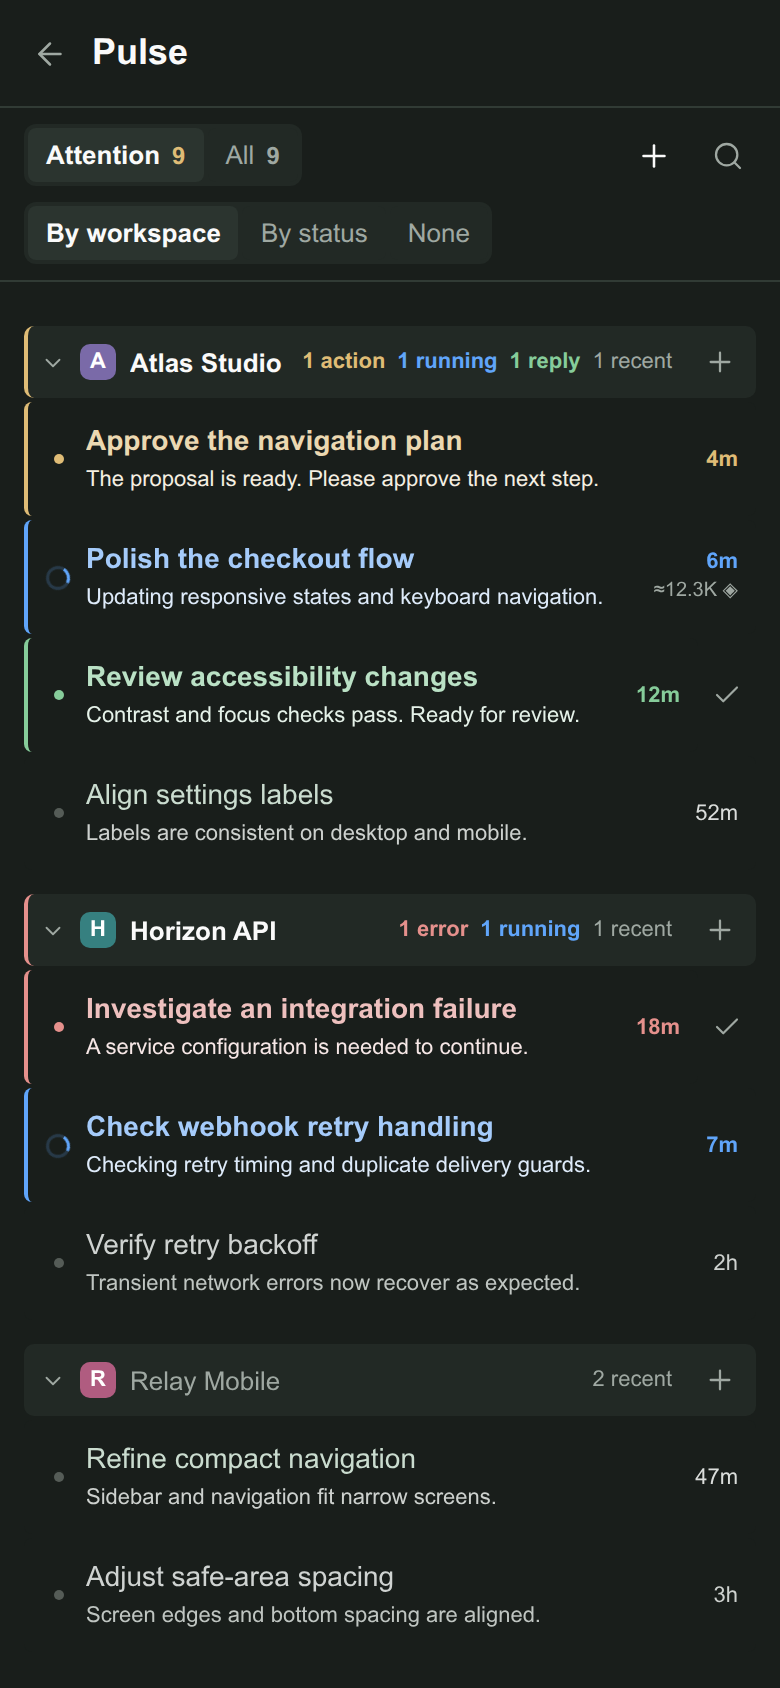 Pulse
Attention 9 All 9
By workspace By status None
A Atlas Studio 1 action 1 running 1 reply 1 recent
Approve the navigation plan
4m
The proposal is ready. Please approve the next step.
Polish the checkout flow 6m
Updating responsive states and keyboard navigation. ≈12.3K ◈
Review accessibility changes
12m
Contrast and focus checks pass. Ready for review.
Align settings labels
52m
Labels are consistent on desktop and mobile.
H Horizon API 1 error 1 running 1 recent
Investigate an integration failure
18m
A service configuration is needed to continue.
Check webhook retry handling
7m
Checking retry timing and duplicate delivery guards.
Verify retry backoff
2h
Transient network errors now recover as expected.
R Relay Mobile 2 recent
Refine compact navigation
47m
Sidebar and navigation fit narrow screens.
Adjust safe-area spacing
3h
Screen edges and bottom spacing are aligned.